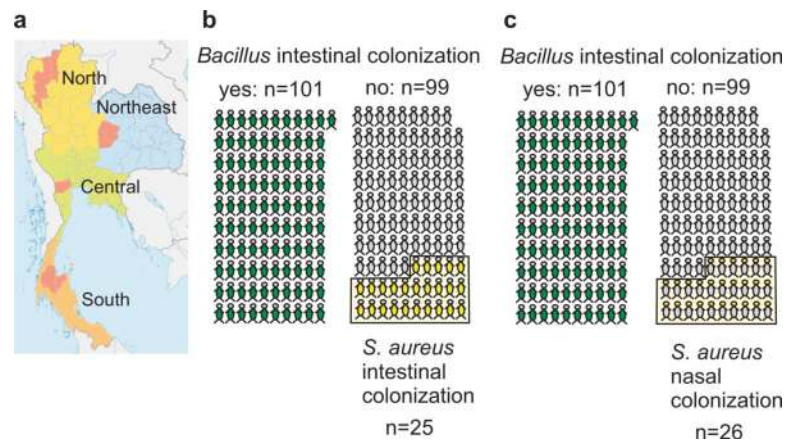 a
North
Northeast
Central
South
b
Bacillus intestinal colonization
yes: n=101
no: n=99
S. aureus
intestinal
colonization
n=25
c
Bacillus intestinal colonization
yes: n=101
no: n=99
S. aureus
nasal
colonization
n=26